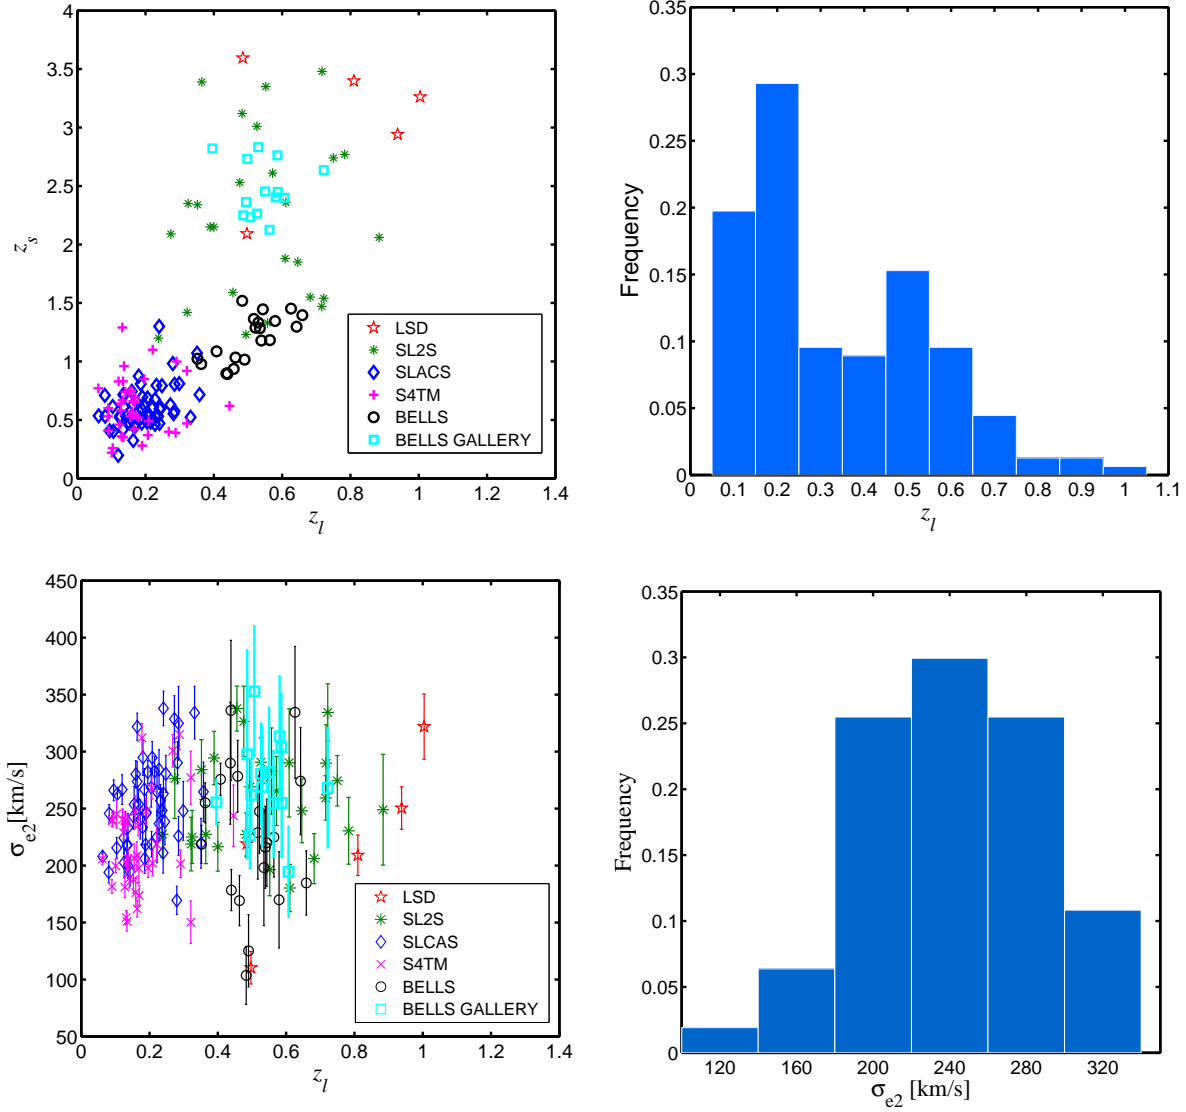 4
3.5
3
2.5
2
1.5
1
0.5
0
z_s
0 0.2 0.4 0.6 0.8 1 1.2 1.4
z_l
LSD
SL2S
SLACS
S4TM
BELLS
BELLS GALLERY
0.35
0.3
0.25
0.2
0.15
0.1
0.05
0
Frequency
0 0.1 0.2 0.3 0.4 0.5 0.6 0.7 0.8 0.9 1 1.1
z_l
450
400
350
300
250
200
150
100
50
σ_e2 [km/s]
0 0.2 0.4 0.6 0.8 1 1.2 1.4
z_l
LSD
SL2S
SLCAS
S4TM
BELLS
BELLS GALLERY
0.35
0.3
0.25
0.2
0.15
0.1
0.05
0
Frequency
120 160 200 240 280 320
σ_e2 [km/s]